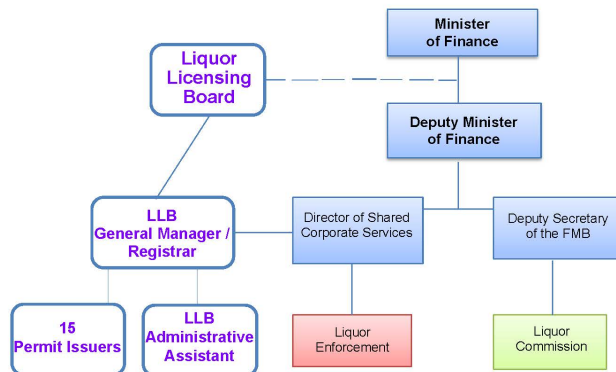 Minister
of Finance
Liquor
Licensing
Board
Deputy Minister
of Finance
LLB
General Manager /
Registrar
Director of Shared
Corporate Services
Deputy Secretary
of the FMB
15
Permit Issuers
LLB
Administrative
Assistant
Liquor
Enforcement
Liquor
Commission